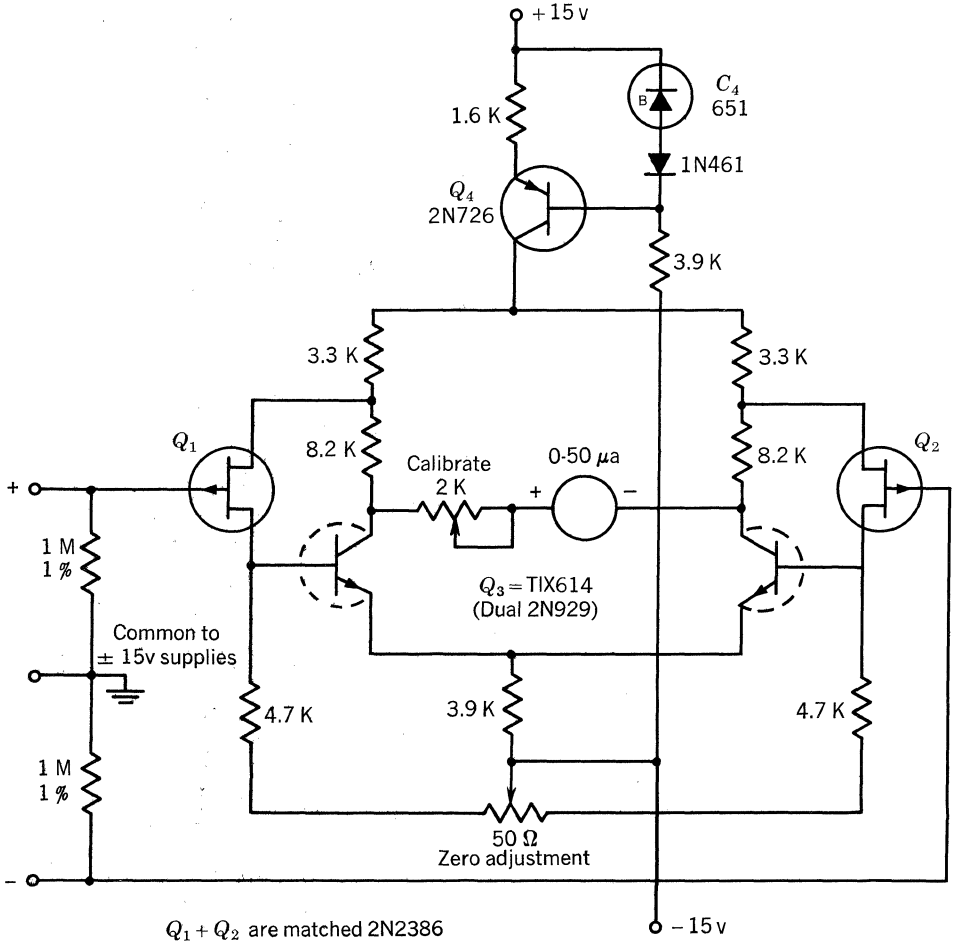 + 15 v
C4
651
B
1.6 K
1N461
Q4
2N726
3.9 K
3.3 K
3.3 K
Q1
8.2 K
Calibrate
2 K
0-50 μa
8.2 K
Q2
+
+
−
1 M
1 %
Q3 = TIX614
(Dual 2N929)
Common to
± 15v supplies
4.7 K
3.9 K
4.7 K
1 M
1 %
50 Ω
Zero adjustment
−
Q1 + Q2 are matched 2N2386
− 15 v